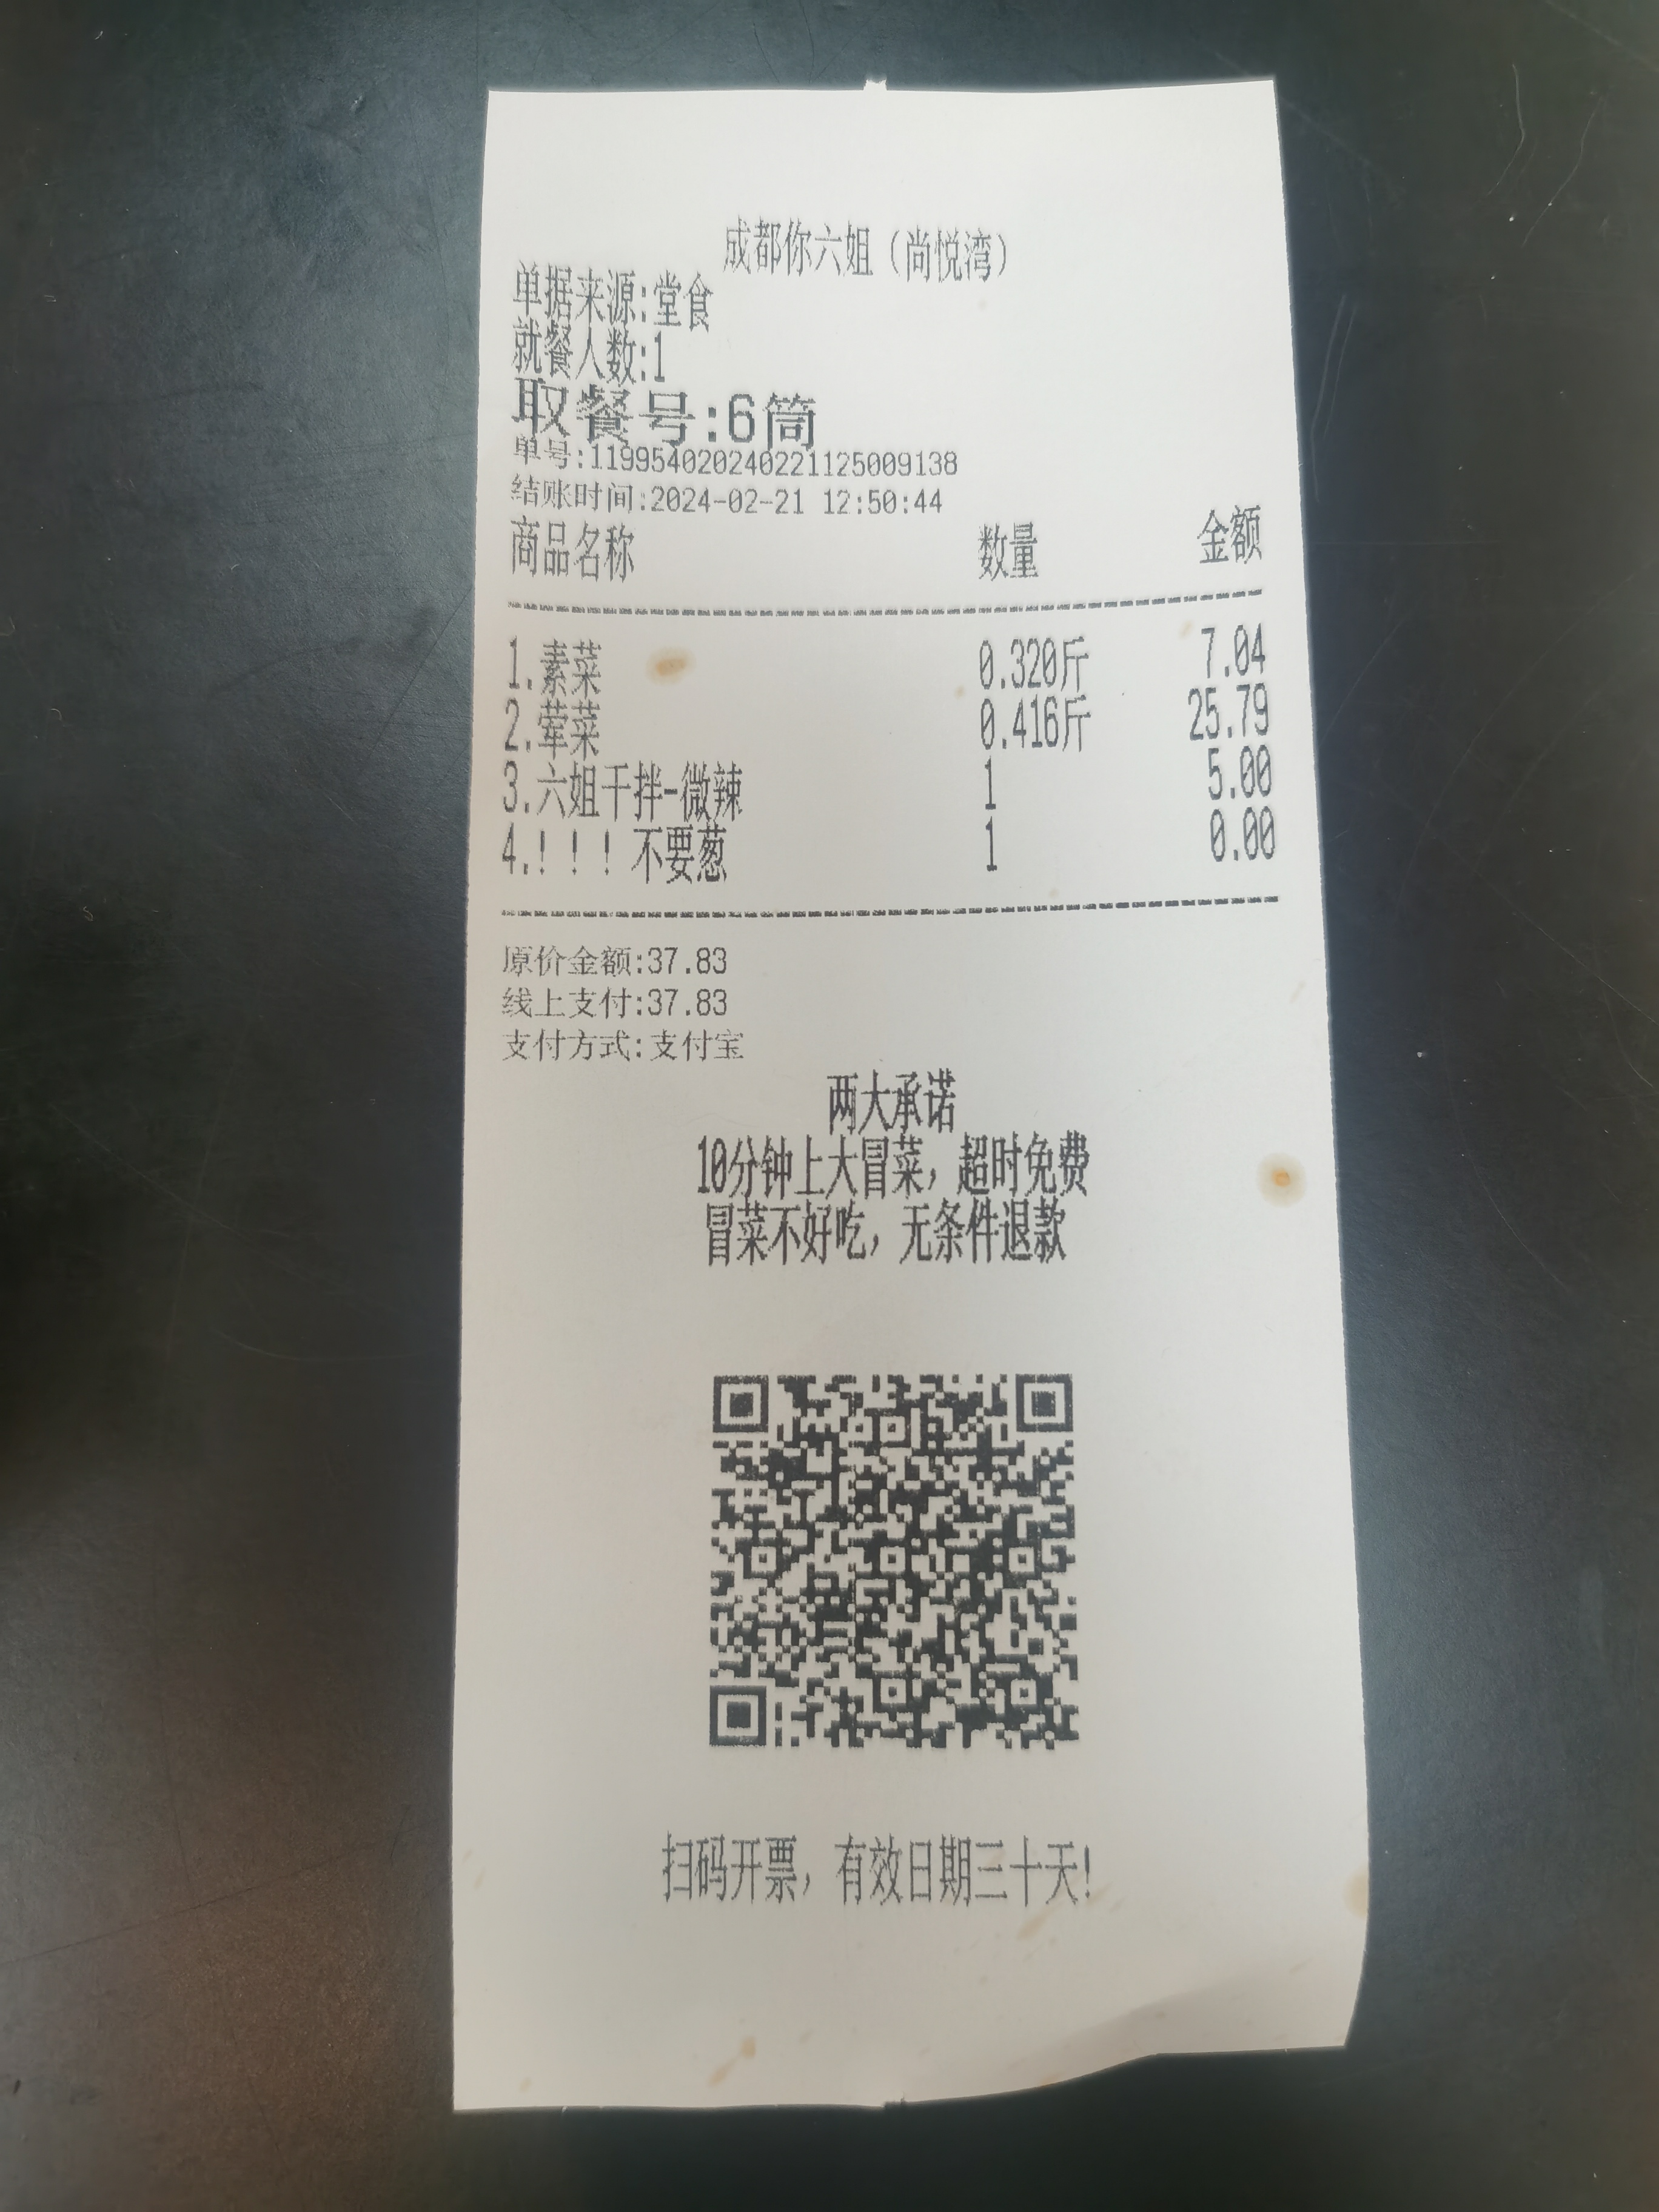 成都你六姐（尚悦湾）
单据来源:堂食
就餐人数:1
取餐号:6筒
单号:119954020240221125009138
结账时间:2024-02-21 12:50:44
商品名称 数量 金额
1.素菜 0.320斤 7.04
2.荤菜 0.416斤 25.79
3.六姐干拌-微辣 1 5.00
4.！！！不要葱 1 0.00
原价金额:37.83
线上支付:37.83
支付方式:支付宝
两大承诺
10分钟上大冒菜，超时免费
冒菜不好吃，无条件退款
扫码开票，有效日期三十天!